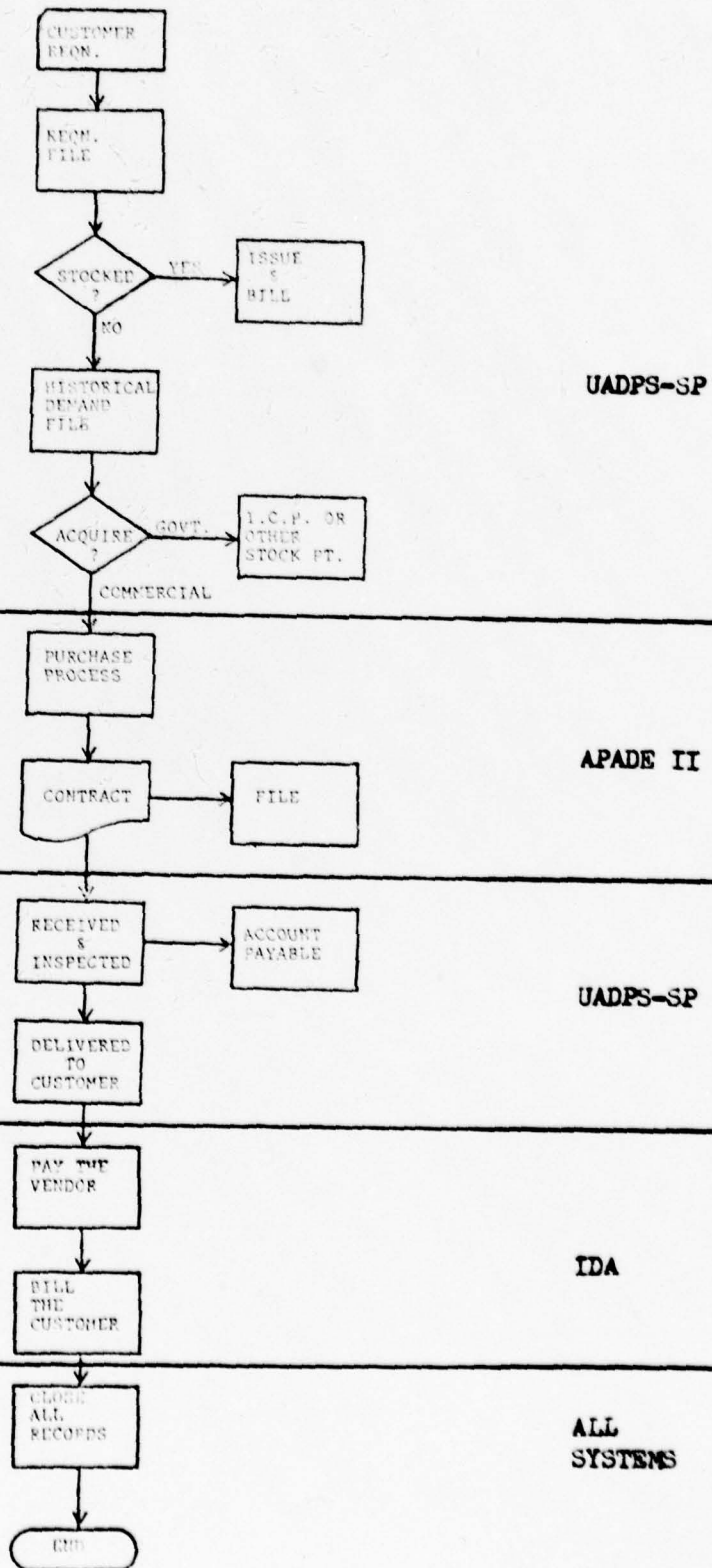 CUSTOMER
REQN.
REQN.
FILE
STOCKED
?
YES
ISSUE
&
BILL
NO
HISTORICAL
DEMAND
FILE
UADPS-SP
ACQUIRE
?
GOVT.
I.C.P. OR
OTHER
STOCK PT.
COMMERCIAL
PURCHASE
PROCESS
APADE II
CONTRACT
FILE
RECEIVED
&
INSPECTED
ACCOUNT
PAYABLE
UADPS-SP
DELIVERED
TO
CUSTOMER
PAY THE
VENDOR
IDA
BILL
THE
CUSTOMER
CLOSE
ALL
RECORDS
ALL
SYSTEMS
END